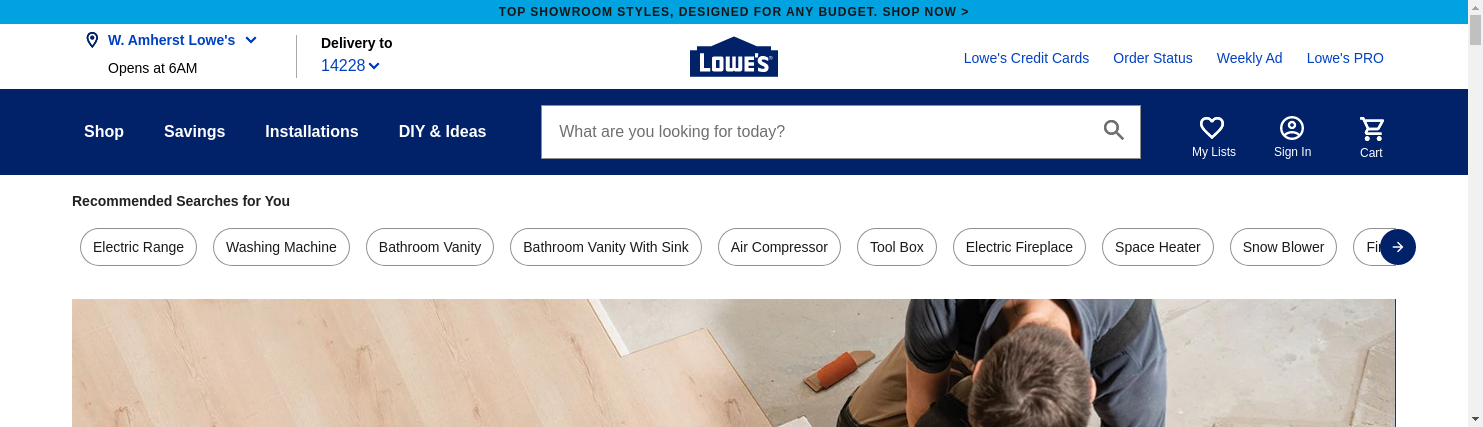 TOP SHOWROOM STYLES, DESIGNED FOR ANY BUDGET. SHOP NOW >
W. Amherst Lowe's
Opens at 6AM
Delivery to
14228
LOWE'S
Lowe's Credit Cards
Order Status
Weekly Ad
Lowe's PRO
Shop
Savings
Installations
DIY & Ideas
What are you looking for today?
My Lists
Sign In
Cart
Recommended Searches for You
Electric Range
Washing Machine
Bathroom Vanity
Bathroom Vanity With Sink
Air Compressor
Tool Box
Electric Fireplace
Space Heater
Snow Blower